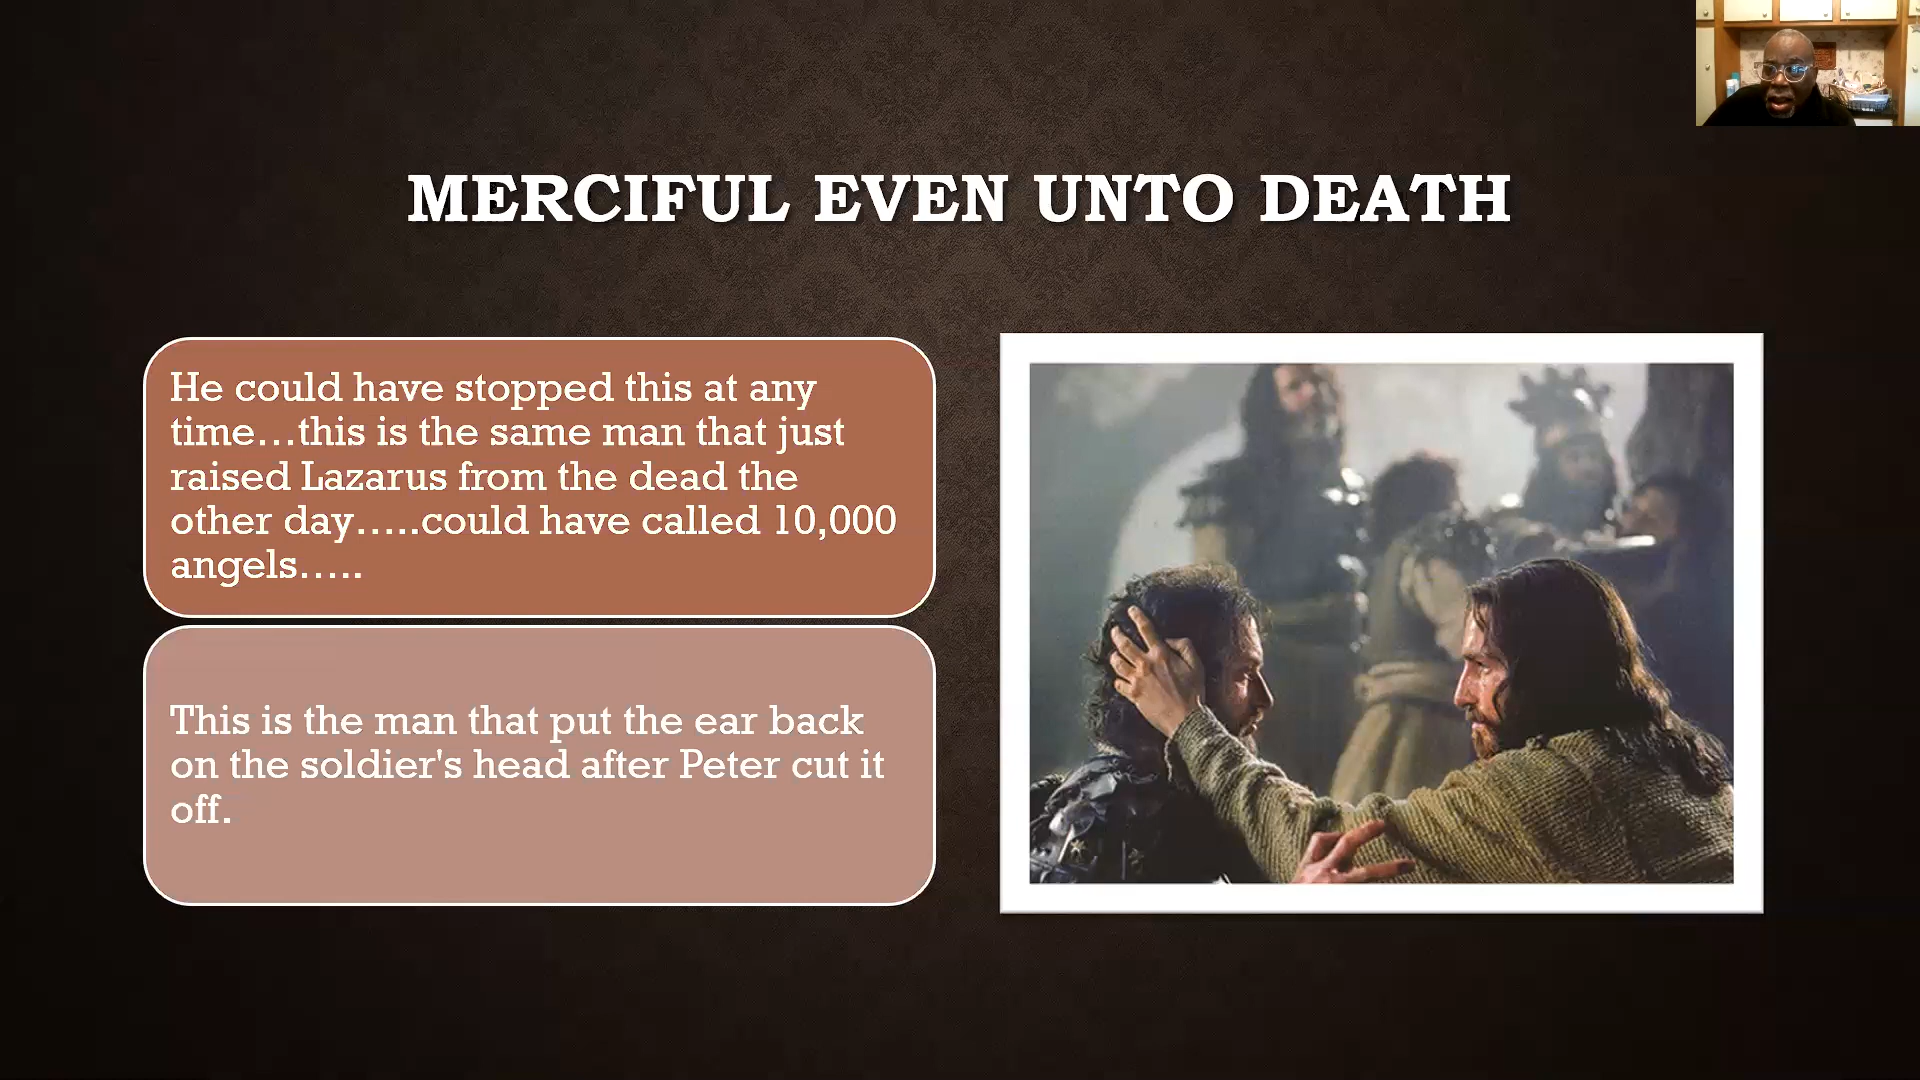 MERCIFUL EVEN UNTO DEATH
He could have stopped this at any
time...this is the same man that just
raised Lazarus from the dead the
other day.....could have called 10,000
angels.....
This is the man that put the ear back
on the soldier's head after Peter cut it
off.